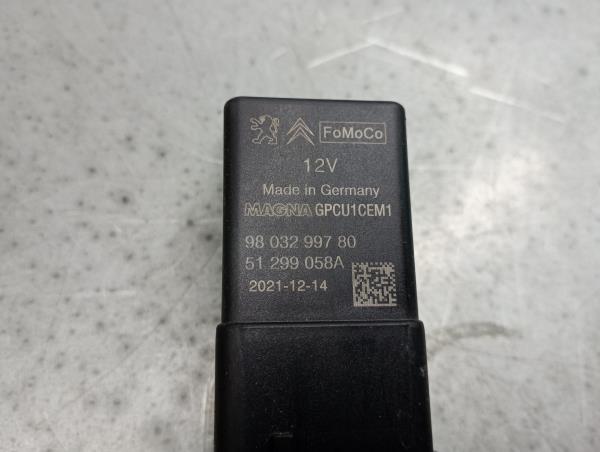 FoMoCo
12V
Made in Germany
MAGNA GPCU1CEM1
98 032 997 80
51 299 058A
2021-12-14